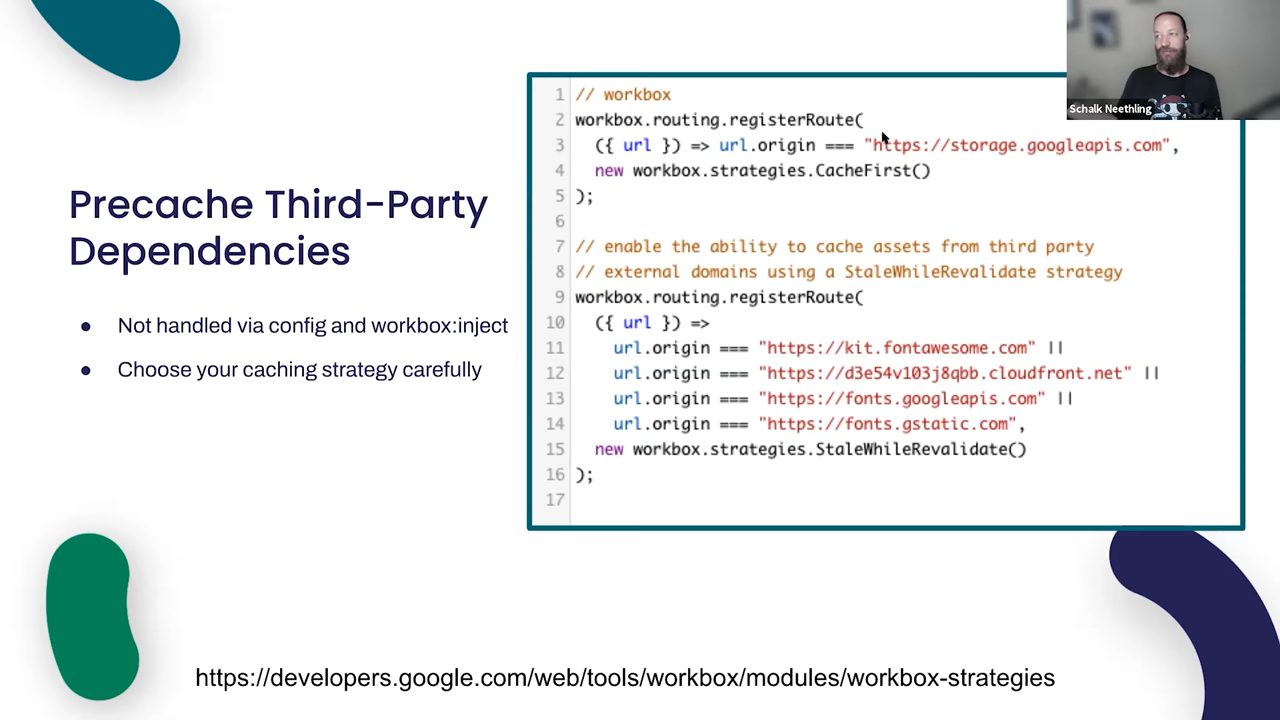 Schalk Neethling
Precache Third-Party
Dependencies
● Not handled via config and workbox:inject
● Choose your caching strategy carefully
1 // workbox
2 workbox.routing.registerRoute(
3   ({ url }) => url.origin === "https://storage.googleapis.com",
4   new workbox.strategies.CacheFirst()
5 );
6
7 // enable the ability to cache assets from third party
8 // external domains using a StaleWhileRevalidate strategy
9 workbox.routing.registerRoute(
10   ({ url }) =>
11     url.origin === "https://kit.fontawesome.com" ||
12     url.origin === "https://d3e54v103j8qbb.cloudfront.net" ||
13     url.origin === "https://fonts.googleapis.com" ||
14     url.origin === "https://fonts.gstatic.com",
15   new workbox.strategies.StaleWhileRevalidate()
16 );
17
https://developers.google.com/web/tools/workbox/modules/workbox-strategies